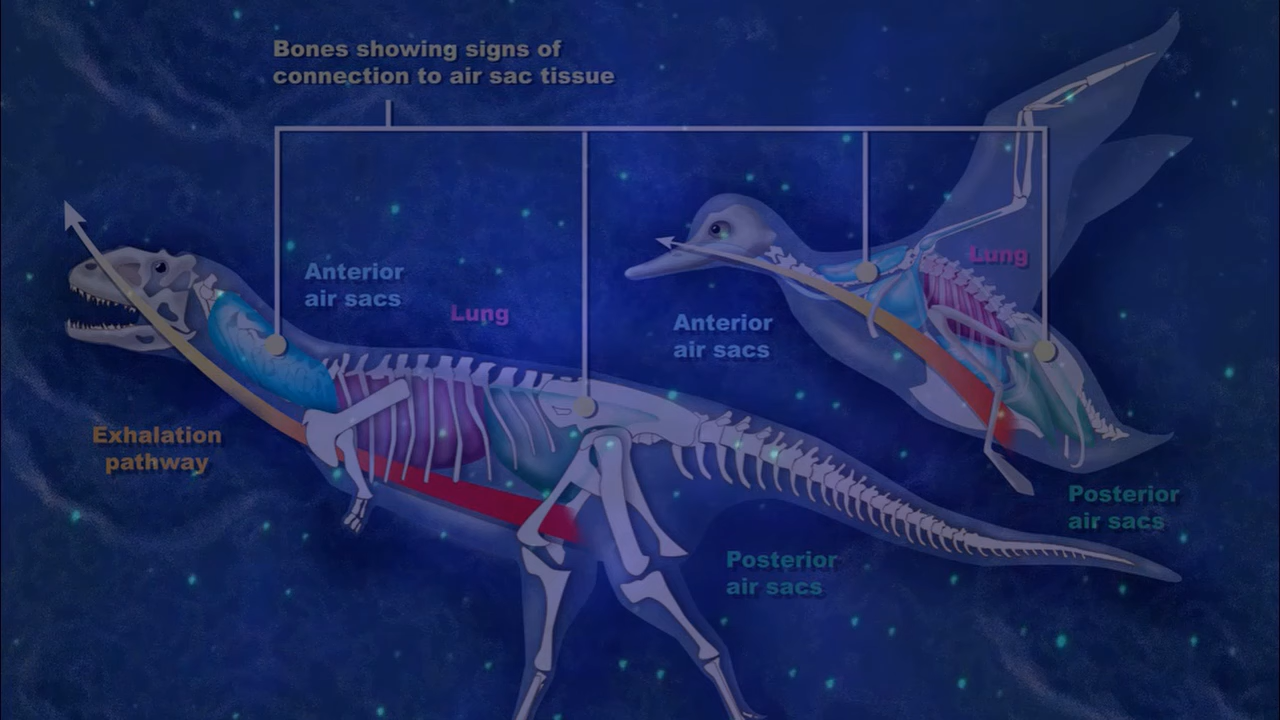 Bones showing signs of
connection to air sac tissue
Anterior
air sacs
Lung
Exhalation
pathway
Posterior
air sacs
Lung
Anterior
air sacs
Posterior
air sacs